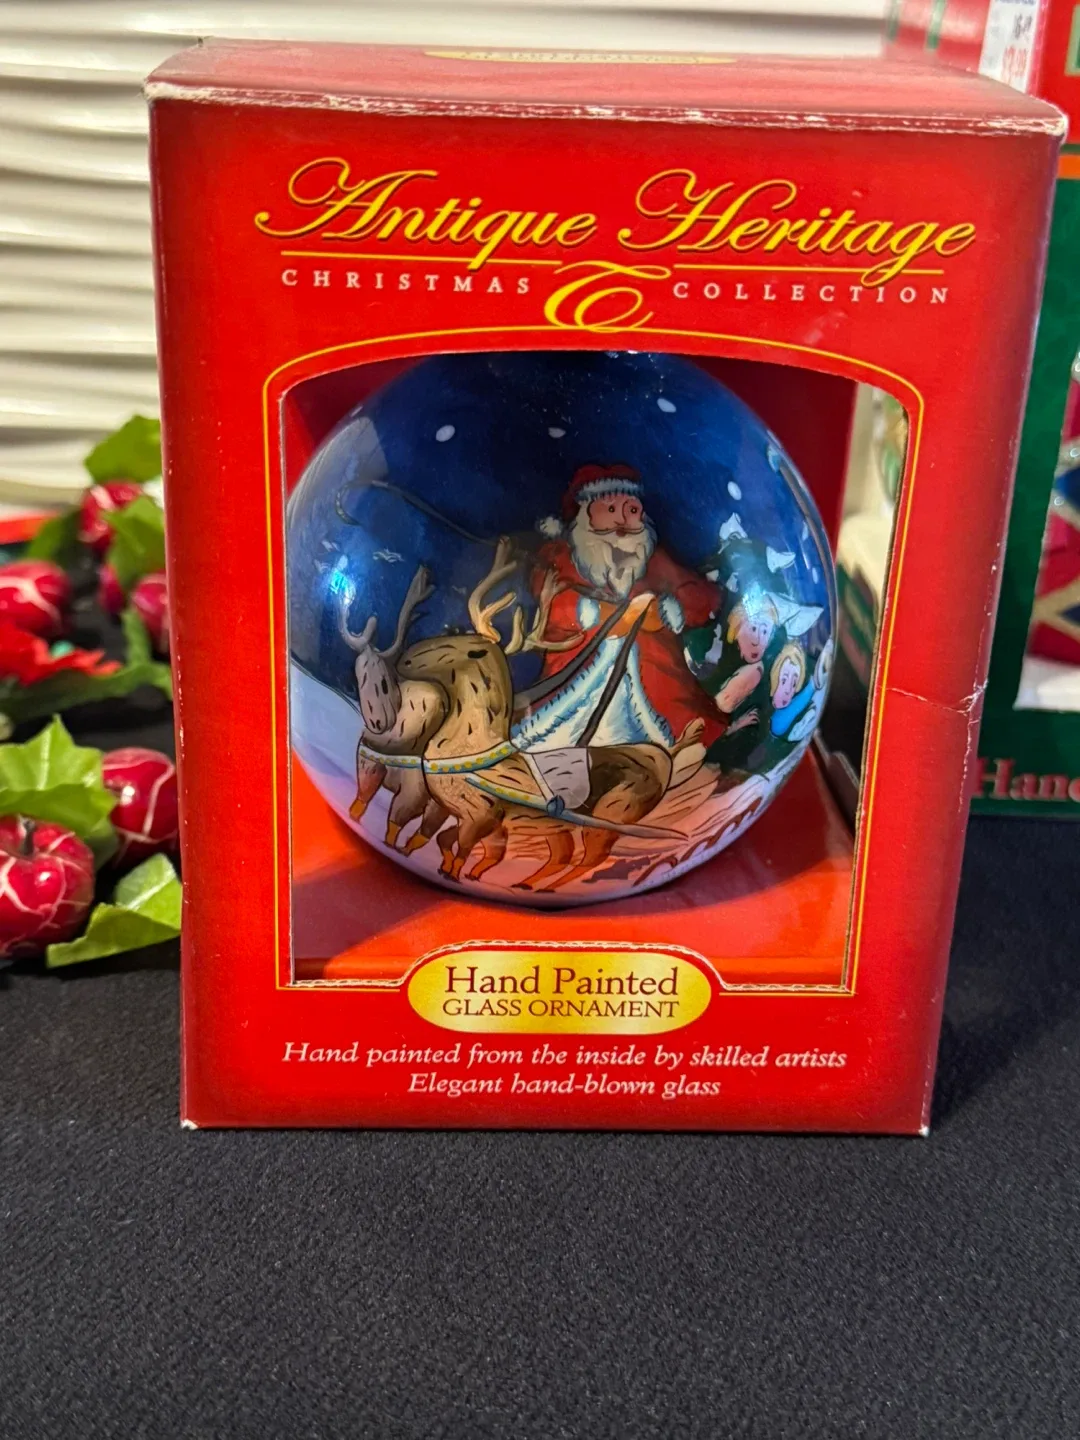 Antique Heritage
CHRISTMAS COLLECTION
Hand Painted
GLASS ORNAMENT
Hand painted from the inside by skilled artists
Elegant hand-blown glass